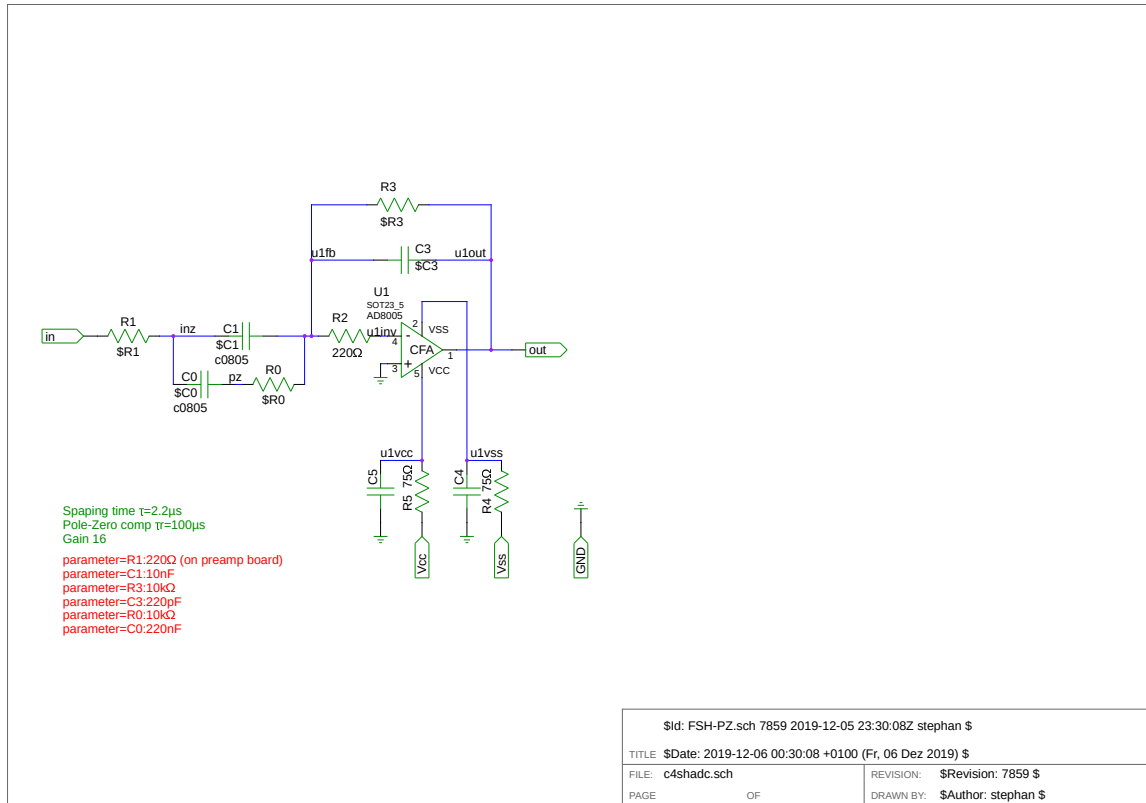 R3
$R3
u1fb
C3
u1out
$C3
U1
SOT23_5
AD8005
in
R1
$R1
inz
C1
$C1
c0805
R2
220Ω
u1inv
2
VSS
-
4
CFA
1
out
+
3
VCC
5
C0
$C0
c0805
pz
R0
$R0
u1vcc
u1vss
C5
R5
75Ω
C4
R4
75Ω
Vcc
Vss
GND
Spaping time τ=2.2µs
Pole-Zero comp τr=100µs
Gain 16
parameter=R1:220Ω (on preamp board)
parameter=C1:10nF
parameter=R3:10kΩ
parameter=C3:220pF
parameter=R0:10kΩ
parameter=C0:220nF
$Id: FSH-PZ.sch 7859 2019-12-05 23:30:08Z stephan $
TITLE $Date: 2019-12-06 00:30:08 +0100 (Fr, 06 Dez 2019) $
FILE: c4shadc.sch
REVISION: $Revision: 7859 $
PAGE OF
DRAWN BY: $Author: stephan $